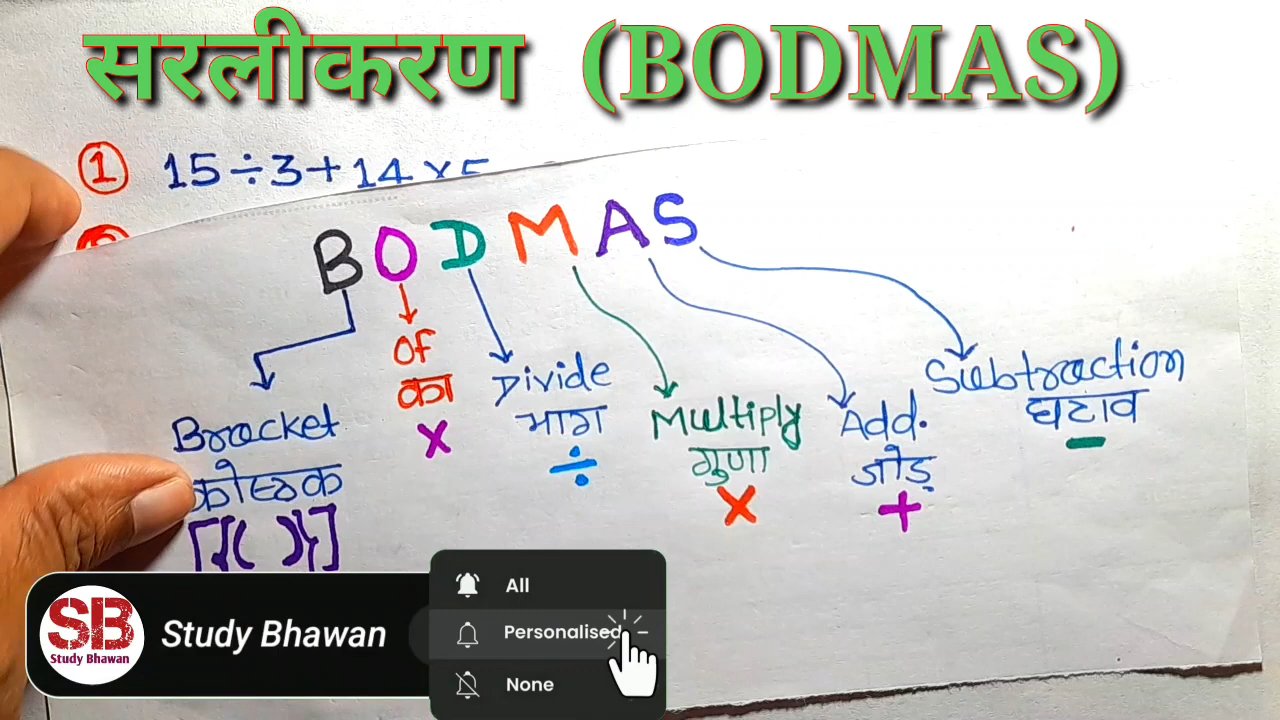 सरलीकरण (BODMAS)
① 15÷3+14×5
BODMAS
Bracket
कोष्ठक
[{( )}]
of
का
×
Divide
भाग
÷
Multiply
गुणा
×
Add.
जोड़
+
Subtraction
घटाव
−
SB
Study Bhawan
Study Bhawan
All
Personalised
None